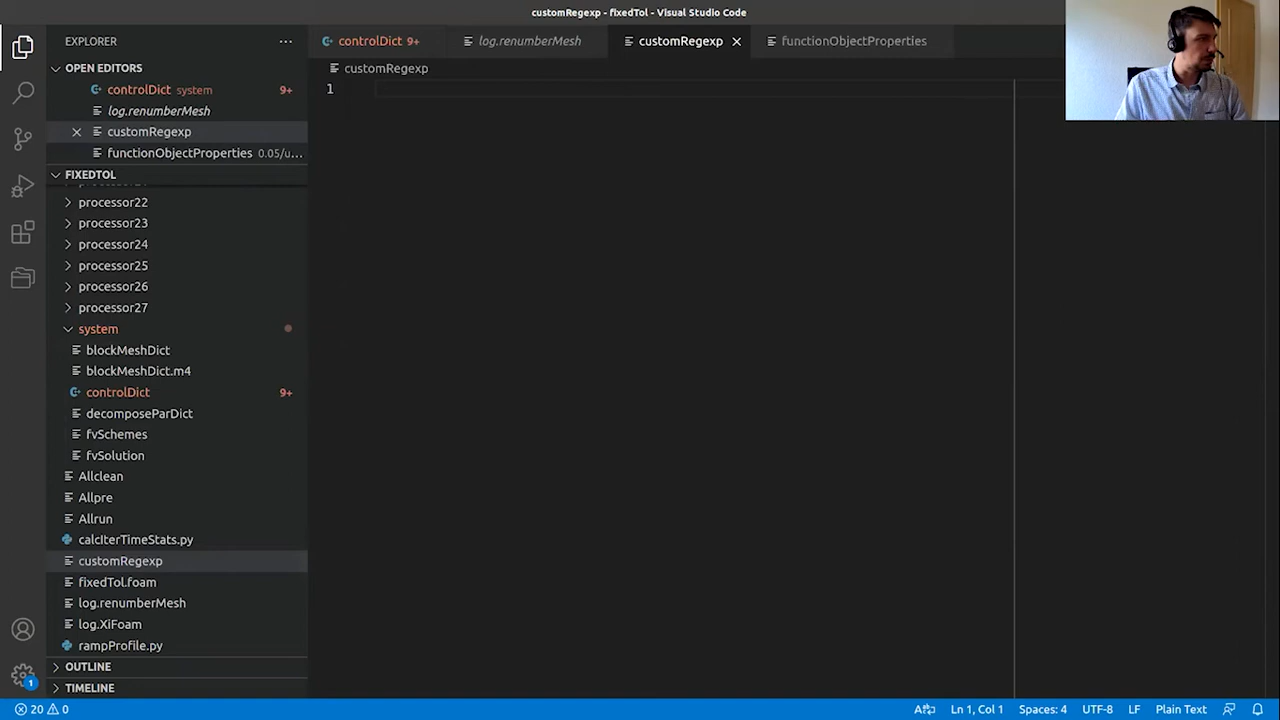 customRegexp - fixedTol - Visual Studio Code
EXPLORER
controlDict 9+
log.renumberMesh
customRegexp
functionObjectProperties
OPEN EDITORS
customRegexp
controlDict system 9+
1
log.renumberMesh
customRegexp
functionObjectProperties 0.05/u...
FIXEDTOL
processor22
processor23
processor24
processor25
processor26
processor27
system
blockMeshDict
blockMeshDict.m4
controlDict 9+
decomposeParDict
fvSchemes
fvSolution
Allclean
Allpre
Allrun
calcIterTimeStats.py
customRegexp
fixedTol.foam
log.renumberMesh
log.XiFoam
rampProfile.py
OUTLINE
TIMELINE
1
20 0
Ln 1, Col 1
Spaces: 4
UTF-8
LF
Plain Text